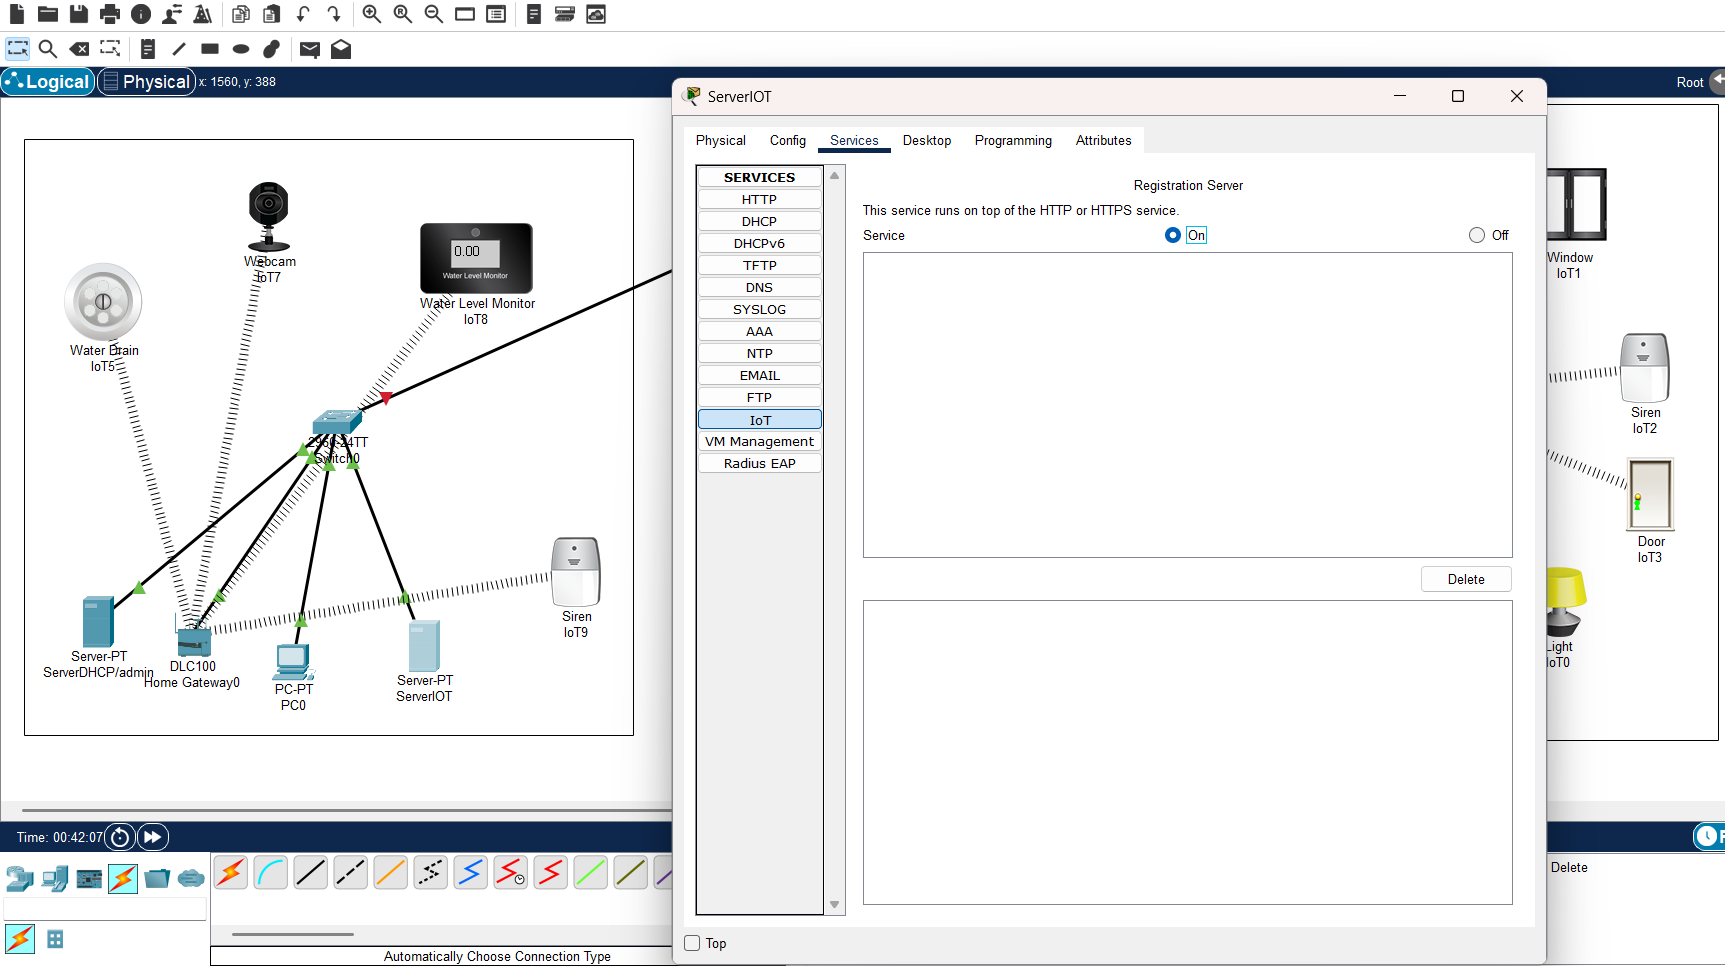 Logical
Physical
x: 1560, y: 388
Root
ServerIOT
Physical
Config
Services
Desktop
Programming
Attributes
SERVICES
HTTP
DHCP
DHCPv6
TFTP
DNS
SYSLOG
AAA
NTP
EMAIL
FTP
IoT
VM Management
Radius EAP
Registration Server
This service runs on top of the HTTP or HTTPS service.
Service
On
Off
Delete
Top
Webcam
IoT7
0.00
Water Level Monitor
Water Level Monitor
IoT8
Water Drain
IoT5
2960-24TT
Switch0
Siren
IoT9
Server-PT
ServerDHCP/admin
DLC100
Home Gateway0
PC-PT
PC0
Server-PT
ServerIOT
Window
IoT1
Siren
IoT2
Door
IoT3
Light
IoT0
Time: 00:42:07
Delete
Automatically Choose Connection Type